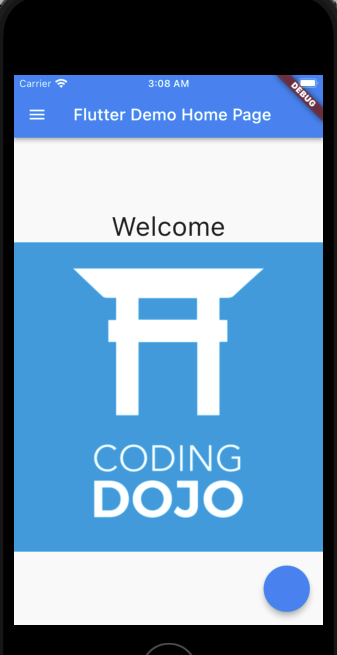 Carrier 3:08 AM
DEBUG
Flutter Demo Home Page
Welcome
CODING
DOJO